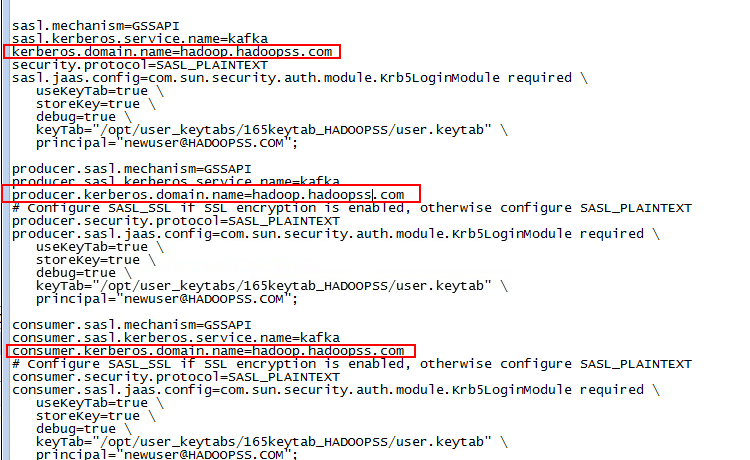 sasl.mechanism=GSSAPI
sasl.kerberos.service.name=kafka
kerberos.domain.name=hadoop.hadoopss.com
security.protocol=SASL_PLAINTEXT
sasl.jaas.config=com.sun.security.auth.module.Krb5LoginModule required \
useKeyTab=true \
storeKey=true \
debug=true \
keyTab="/opt/user_keytabs/165keytab_HADOOPSS/user.keytab" \
principal="newuser@HADOOPSS.COM";
producer.sasl.mechanism=GSSAPI
producer.sasl.kerberos.service.name=kafka
producer.kerberos.domain.name=hadoop.hadoopss.com
# Configure SASL_SSL if SSL encryption is enabled, otherwise configure SASL_PLAINTEXT
producer.security.protocol=SASL_PLAINTEXT
producer.sasl.jaas.config=com.sun.security.auth.module.Krb5LoginModule required \
useKeyTab=true \
storeKey=true \
debug=true \
keyTab="/opt/user_keytabs/165keytab_HADOOPSS/user.keytab" \
principal="newuser@HADOOPSS.COM";
consumer.sasl.mechanism=GSSAPI
consumer.sasl.kerberos.service.name=kafka
consumer.kerberos.domain.name=hadoop.hadoopss.com
# Configure SASL_SSL if SSL encryption is enabled, otherwise configure SASL_PLAINTEXT
consumer.security.protocol=SASL_PLAINTEXT
consumer.sasl.jaas.config=com.sun.security.auth.module.Krb5LoginModule required \
useKeyTab=true \
storeKey=true \
debug=true \
keyTab="/opt/user_keytabs/165keytab_HADOOPSS/user.keytab" \
principal="newuser@HADOOPSS.COM";